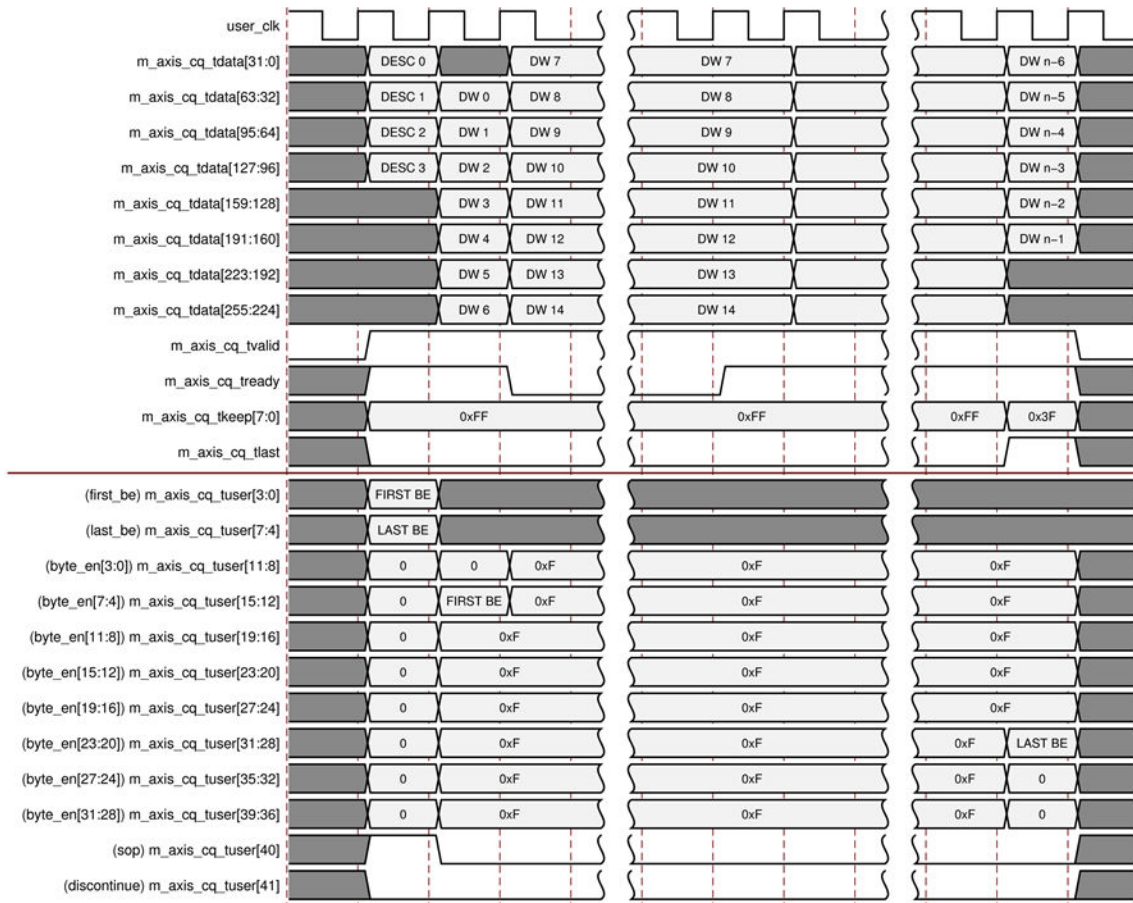 user_clk
m_axis_cq_tdata[31:0] DESC 0 DW 7 DW 7 DW n−6
m_axis_cq_tdata[63:32] DESC 1 DW 0 DW 8 DW 8 DW n−5
m_axis_cq_tdata[95:64] DESC 2 DW 1 DW 9 DW 9 DW n−4
m_axis_cq_tdata[127:96] DESC 3 DW 2 DW 10 DW 10 DW n−3
m_axis_cq_tdata[159:128] DW 3 DW 11 DW 11 DW n−2
m_axis_cq_tdata[191:160] DW 4 DW 12 DW 12 DW n−1
m_axis_cq_tdata[223:192] DW 5 DW 13 DW 13
m_axis_cq_tdata[255:224] DW 6 DW 14 DW 14
m_axis_cq_tvalid
m_axis_cq_tready
m_axis_cq_tkeep[7:0] 0xFF 0xFF 0xFF 0x3F
m_axis_cq_tlast
(first_be) m_axis_cq_tuser[3:0] FIRST BE
(last_be) m_axis_cq_tuser[7:4] LAST BE
(byte_en[3:0]) m_axis_cq_tuser[11:8] 0 0 0xF 0xF 0xF
(byte_en[7:4]) m_axis_cq_tuser[15:12] 0 FIRST BE 0xF 0xF 0xF
(byte_en[11:8]) m_axis_cq_tuser[19:16] 0 0xF 0xF 0xF
(byte_en[15:12]) m_axis_cq_tuser[23:20] 0 0xF 0xF 0xF
(byte_en[19:16]) m_axis_cq_tuser[27:24] 0 0xF 0xF 0xF
(byte_en[23:20]) m_axis_cq_tuser[31:28] 0 0xF 0xF 0xF LAST BE
(byte_en[27:24]) m_axis_cq_tuser[35:32] 0 0xF 0xF 0xF 0
(byte_en[31:28]) m_axis_cq_tuser[39:36] 0 0xF 0xF 0xF 0
(sop) m_axis_cq_tuser[40]
(discontinue) m_axis_cq_tuser[41]